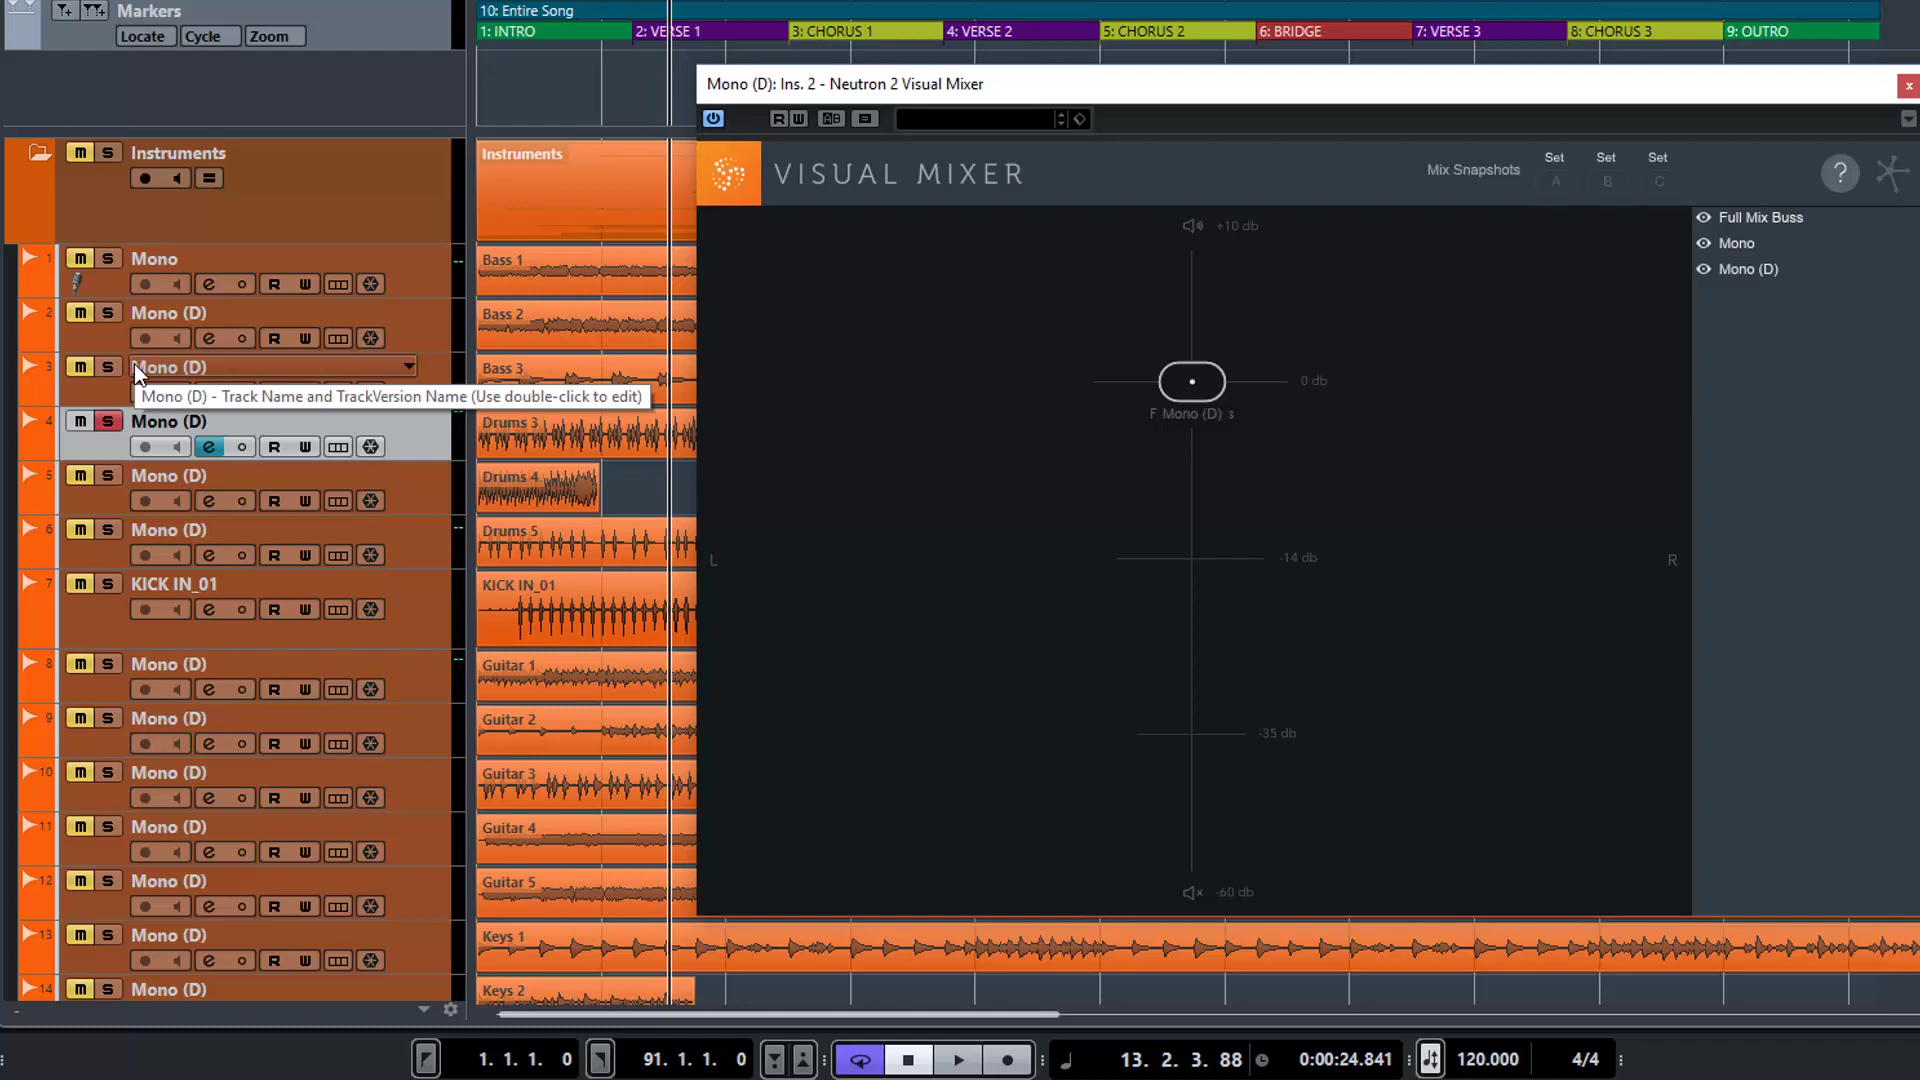 Markers
Locate
Cycle
Zoom
10: Entire Song
1: INTRO
2: VERSE 1
3: CHORUS 1
4: VERSE 2
5: CHORUS 2
6: BRIDGE
7: VERSE 3
8: CHORUS 3
9: OUTRO
Mono (D): Ins. 2 - Neutron 2 Visual Mixer
x
R W
AB
VISUAL MIXER
Mix Snapshots
Set
Set
Set
A
B
C
?
Full Mix Buss
Mono
Mono (D)
+10 db
0 db
F Mono (D) s
-14 db
L
R
-35 db
-60 db
m S Instruments
Instruments
1 m S Mono
e R W
Bass 1
2 m S Mono (D)
e R W
Bass 2
3 m S Mono (D)
Bass 3
Mono (D) - Track Name and TrackVersion Name (Use double-click to edit)
4 m S Mono (D)
e R W
Drums 3
5 m S Mono (D)
e R W
Drums 4
6 m S Mono (D)
e R W
Drums 5
7 m S KICK IN_01
e R W
KICK IN_01
8 m S Mono (D)
e R W
Guitar 1
9 m S Mono (D)
e R W
Guitar 2
10 m S Mono (D)
e R W
Guitar 3
11 m S Mono (D)
e R W
Guitar 4
12 m S Mono (D)
e R W
Guitar 5
13 m S Mono (D)
e R W
Keys 1
14 m S Mono (D)
Keys 2
1. 1. 1. 0
91. 1. 1. 0
13. 2. 3. 88
0:00:24.841
120.000
4/4